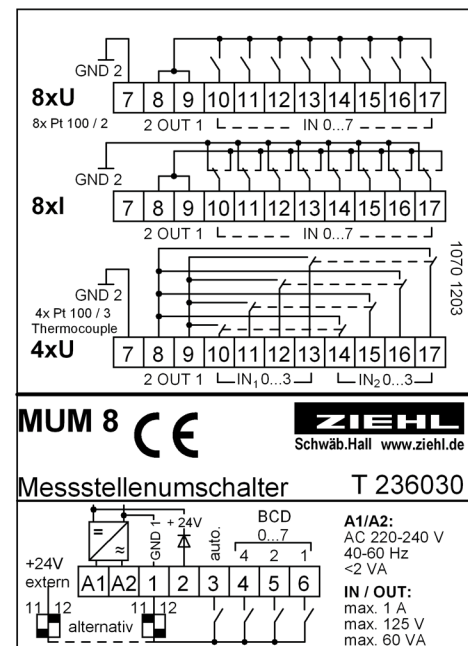 GND 2
8xU
7 8 9 10 11 12 13 14 15 16 17
8x Pt 100 / 2
2 OUT 1 IN 0...7
GND 2
8xI
7 8 9 10 11 12 13 14 15 16 17
2 OUT 1 IN 0...7
1070 1203
GND 2
4x Pt 100 / 3
Thermocouple
4xU
7 8 9 10 11 12 13 14 15 16 17
2 OUT 1 IN₁ 0...3 IN₂ 0...3
MUM 8 CE ZIEHL
Schwäb.Hall www.ziehl.de
Messstellenumschalter T 236030
+24V
extern
GND 1
+ 24V
auto.
BCD
0...7
4 2 1
A1 A2 1 2 3 4 5 6
11 12 alternativ 11 12
A1/A2:
AC 220-240 V
40-60 Hz
<2 VA
IN / OUT:
max. 1 A
max. 125 V
max. 60 VA